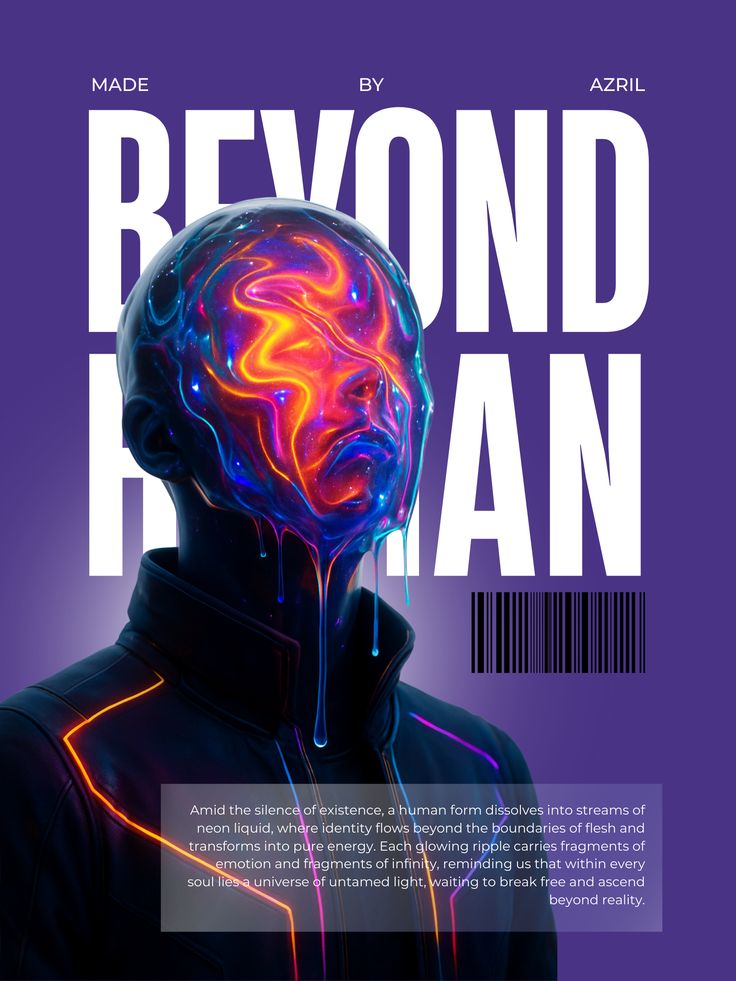 MADE BY AZRIL
BEYOND
HUMAN
Amid the silence of existence, a human form dissolves into streams of
neon liquid, where identity flows beyond the boundaries of flesh and
transforms into pure energy. Each glowing ripple carries fragments of
emotion and fragments of infinity, reminding us that within every
soul lies a universe of untamed light, waiting to break free and ascend
beyond reality.